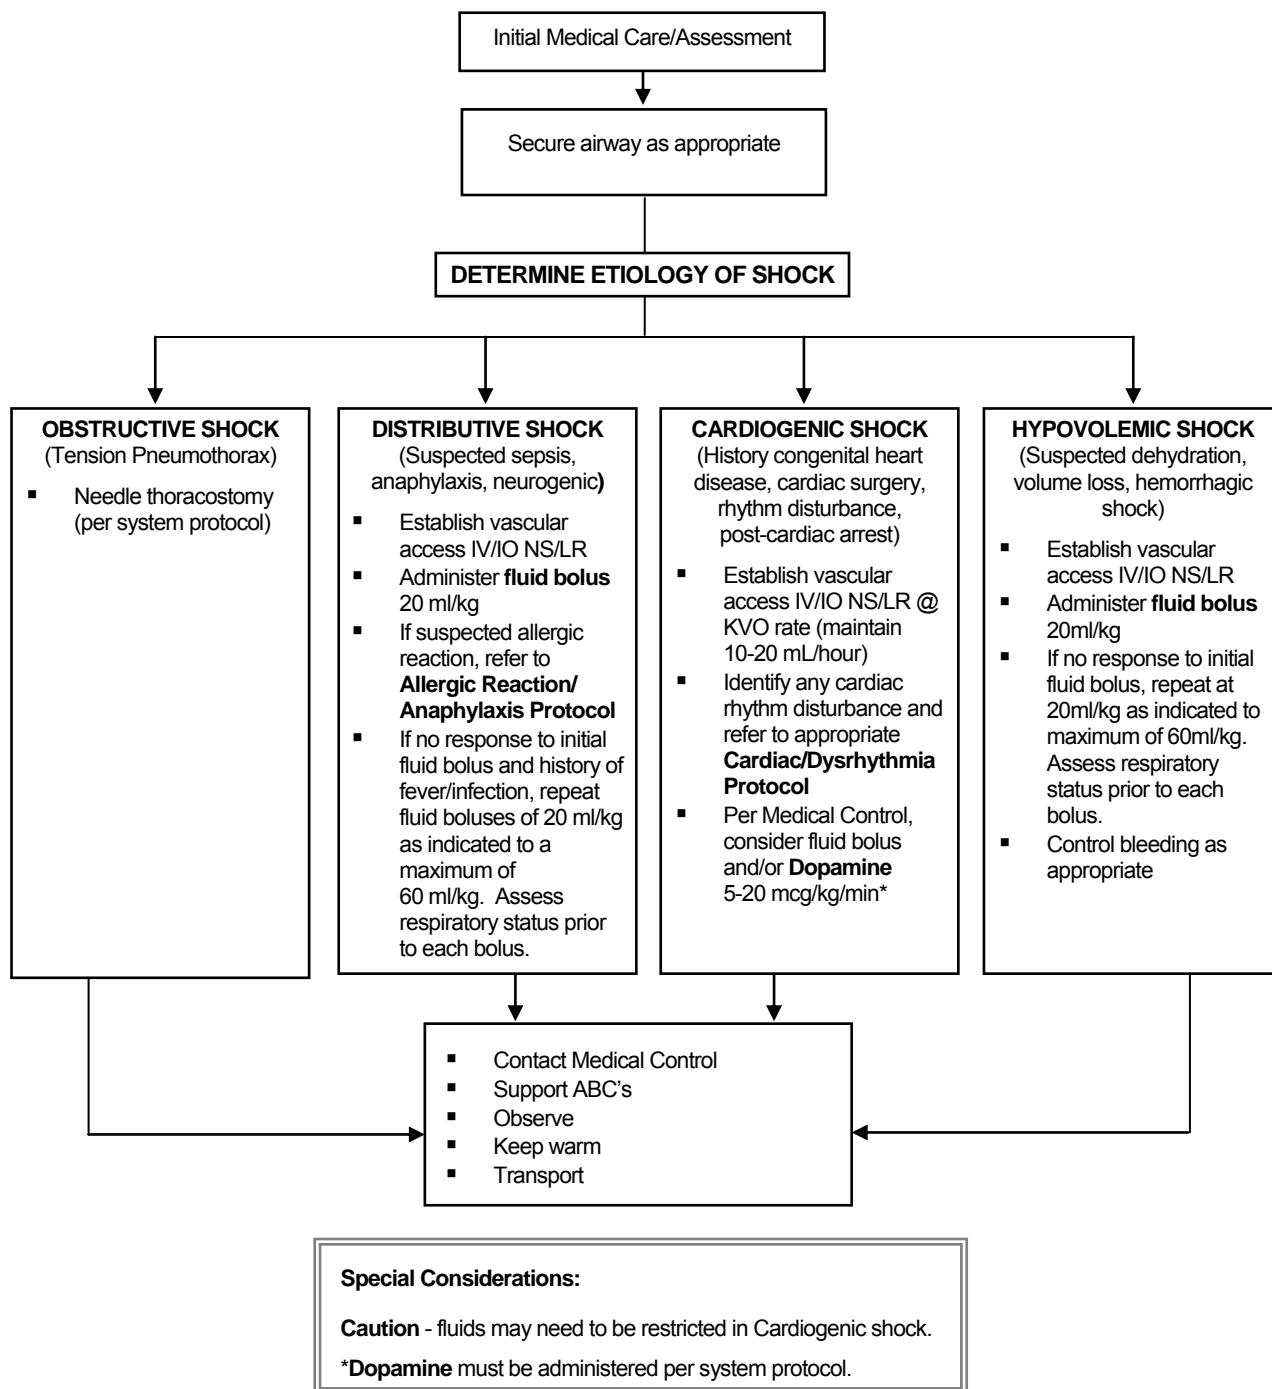 Initial Medical Care/Assessment
Secure airway as appropriate
DETERMINE ETIOLOGY OF SHOCK
OBSTRUCTIVE SHOCK
(Tension Pneumothorax)
▪ Needle thoracostomy
(per system protocol)
DISTRIBUTIVE SHOCK
(Suspected sepsis,
anaphylaxis, neurogenic)
▪ Establish vascular
access IV/IO NS/LR
▪ Administer fluid bolus
20 ml/kg
▪ If suspected allergic
reaction, refer to
Allergic Reaction/
Anaphylaxis Protocol
▪ If no response to initial
fluid bolus and history of
fever/infection, repeat
fluid boluses of 20 ml/kg
as indicated to a
maximum of
60 ml/kg.  Assess
respiratory status prior
to each bolus.
CARDIOGENIC SHOCK
(History congenital heart
disease, cardiac surgery,
rhythm disturbance,
post-cardiac arrest)
▪ Establish vascular
access IV/IO NS/LR @
KVO rate (maintain
10-20 mL/hour)
▪ Identify any cardiac
rhythm disturbance and
refer to appropriate
Cardiac/Dysrhythmia
Protocol
▪ Per Medical Control,
consider fluid bolus
and/or Dopamine
5-20 mcg/kg/min*
HYPOVOLEMIC SHOCK
(Suspected dehydration,
volume loss, hemorrhagic
shock)
▪ Establish vascular
access IV/IO NS/LR
▪ Administer fluid bolus
20ml/kg
▪ If no response to initial
fluid bolus, repeat at
20ml/kg as indicated to
maximum of 60ml/kg.
Assess respiratory
status prior to each
bolus.
▪ Control bleeding as
appropriate
▪ Contact Medical Control
▪ Support ABC’s
▪ Observe
▪ Keep warm
▪ Transport
Special Considerations:
Caution - fluids may need to be restricted in Cardiogenic shock.
*Dopamine must be administered per system protocol.